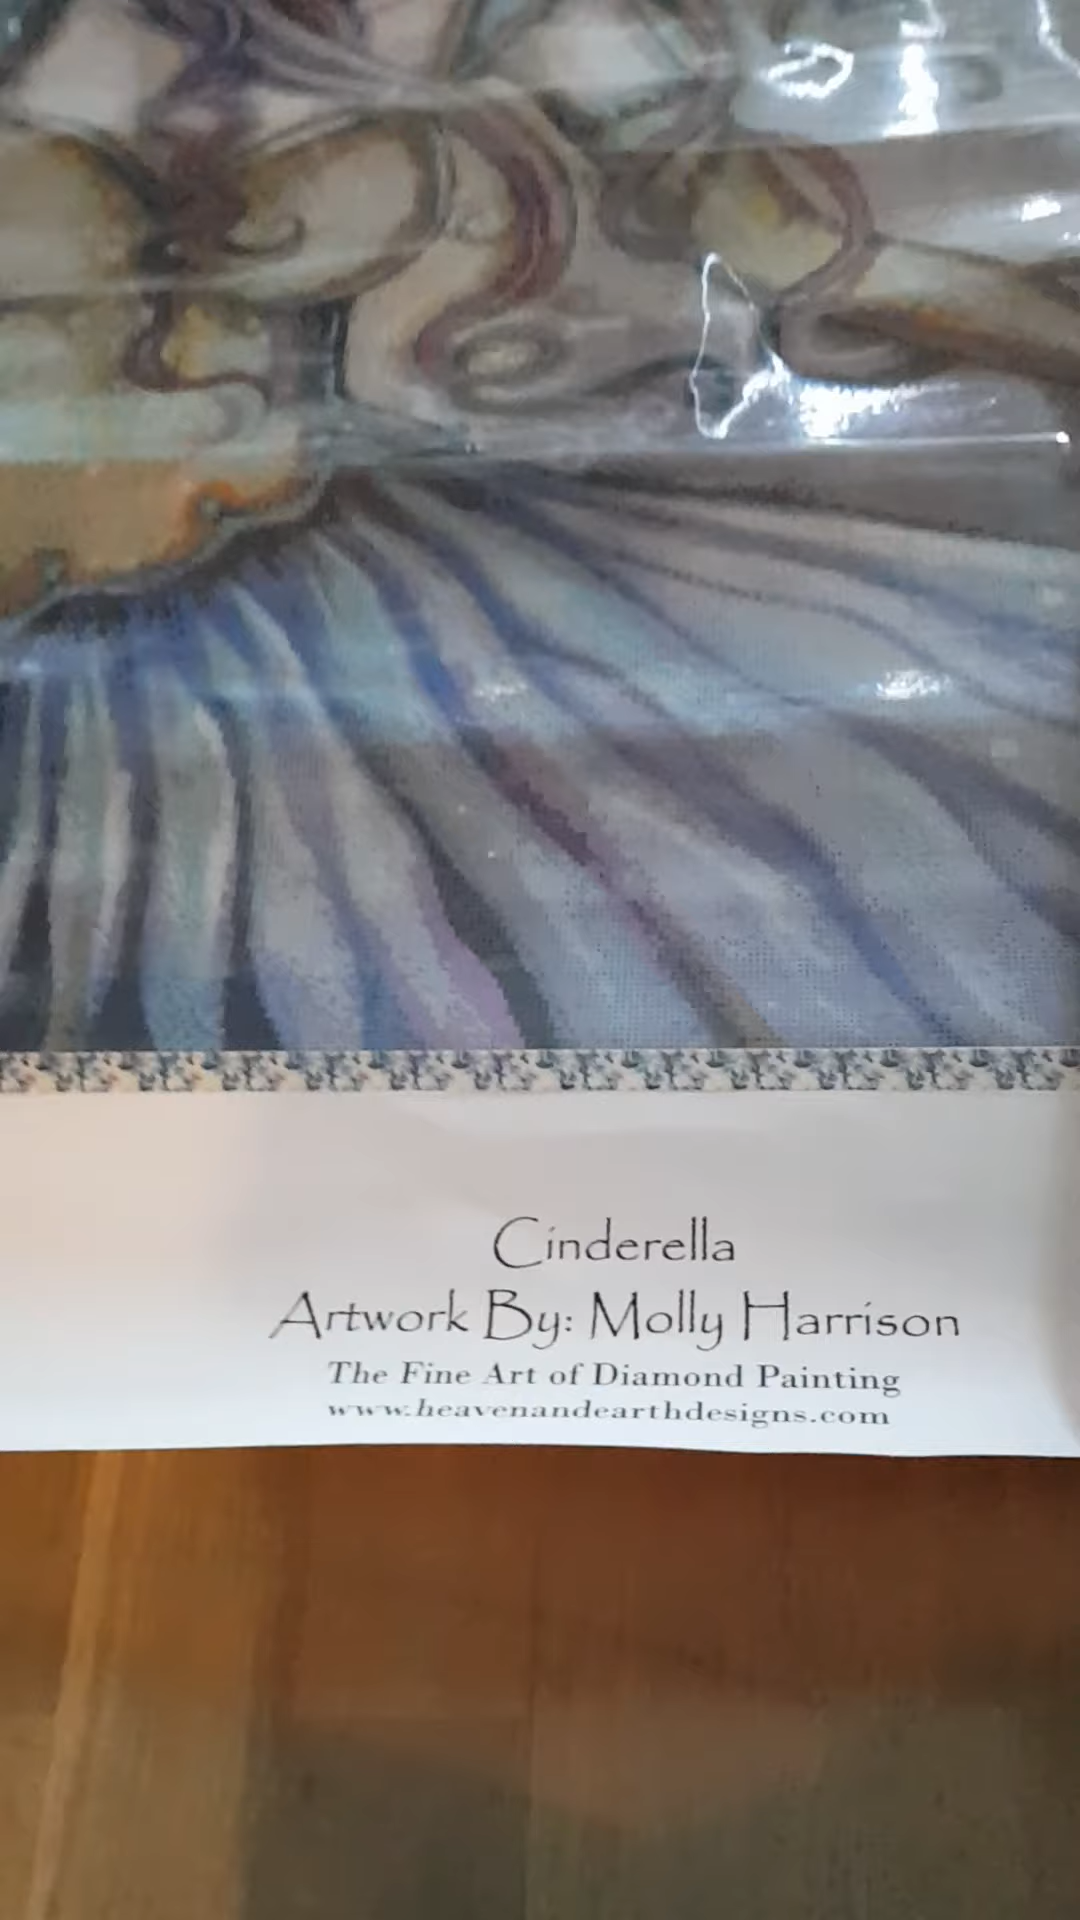 Cinderella
Artwork By: Molly Harrison
The Fine Art of Diamond Painting
www.heavenandearthdesigns.com